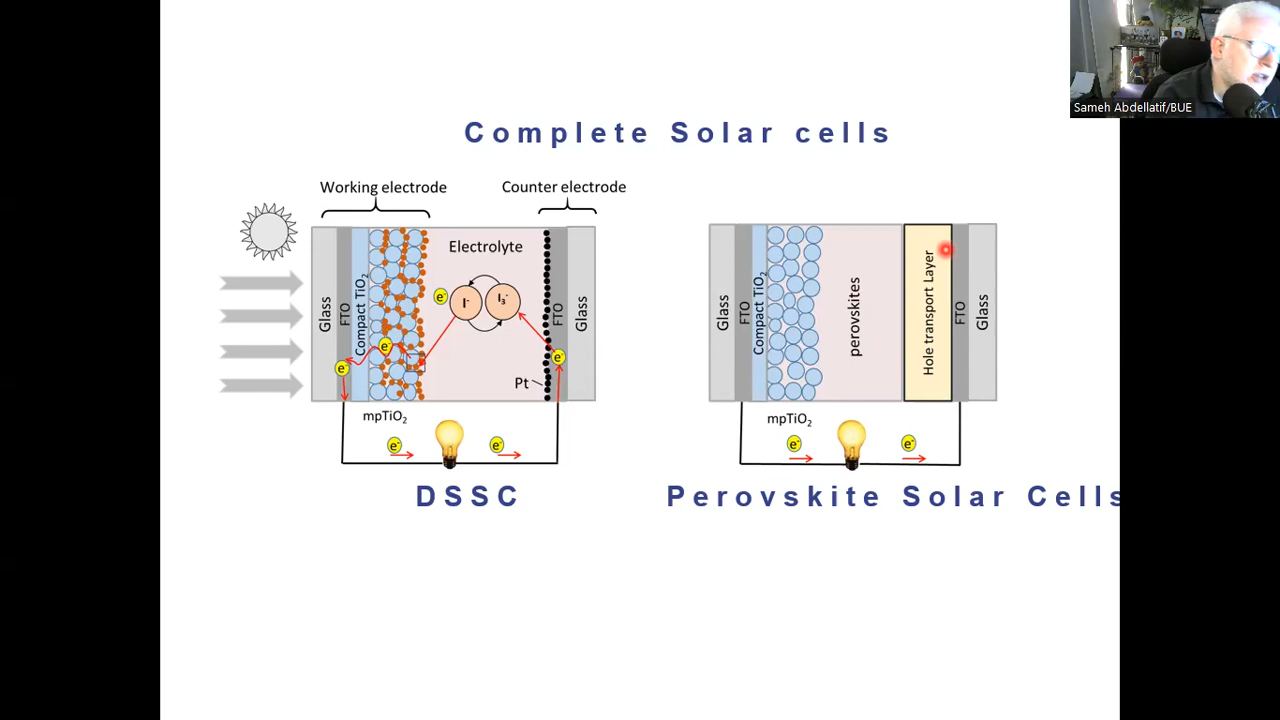 Sameh Abdellatif/BUE
Complete Solar cells
Working electrode
Counter electrode
Glass
FTO
Compact TiO₂
Electrolyte
e⁻
I⁻
I₃⁻
e⁻
e⁻
e⁻
Pt
FTO
Glass
mpTiO₂
e⁻
e⁻
DSSC
Glass
FTO
Compact TiO₂
perovskites
Hole transport Layer
FTO
Glass
mpTiO₂
e⁻
e⁻
Perovskite Solar Cells